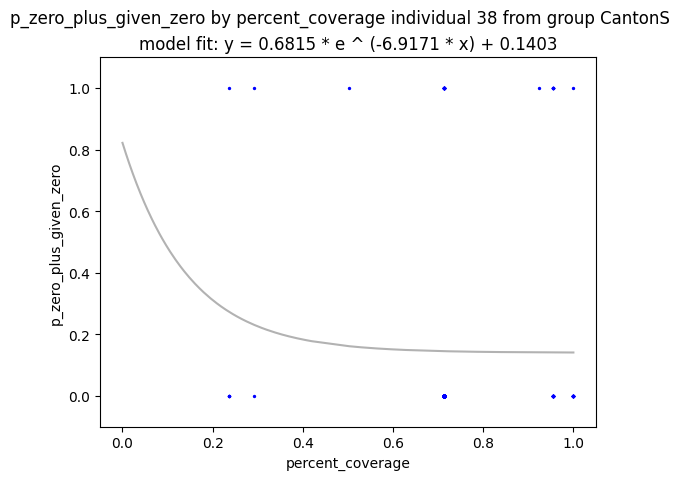 p_zero_plus_given_zero by percent_coverage individual 38 from group CantonS
model fit: y = 0.6815 * e ^ (-6.9171 * x) + 0.1403
1.0
0.8
0.6
0.4
0.2
0.0
p_zero_plus_given_zero
0.0 0.2 0.4 0.6 0.8 1.0
percent_coverage